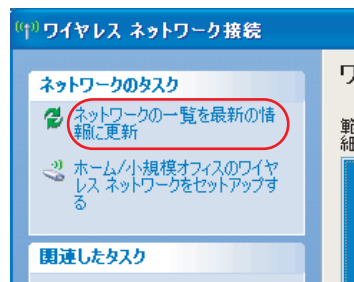 ワイヤレス ネットワーク接続
ネットワークのタスク
ネットワークの一覧を最新の情
報に更新
ホーム/小規模オフィスのワイヤ
レス ネットワークをセットアップす
る
関連したタスク
ワ
範
細